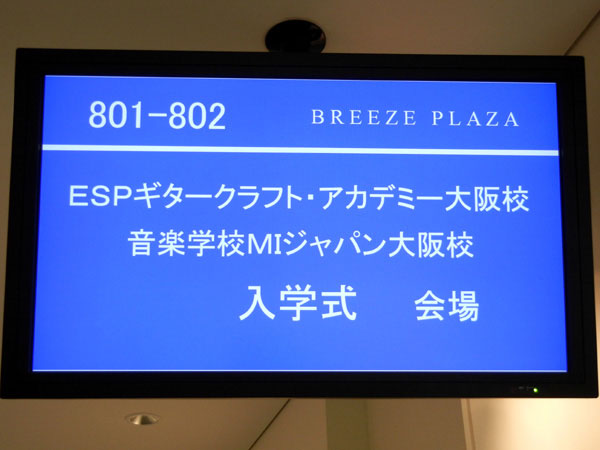 801-802 BREEZE PLAZA
ESPギタークラフト・アカデミー大阪校
音楽学校MIジャパン大阪校
入学式 会場